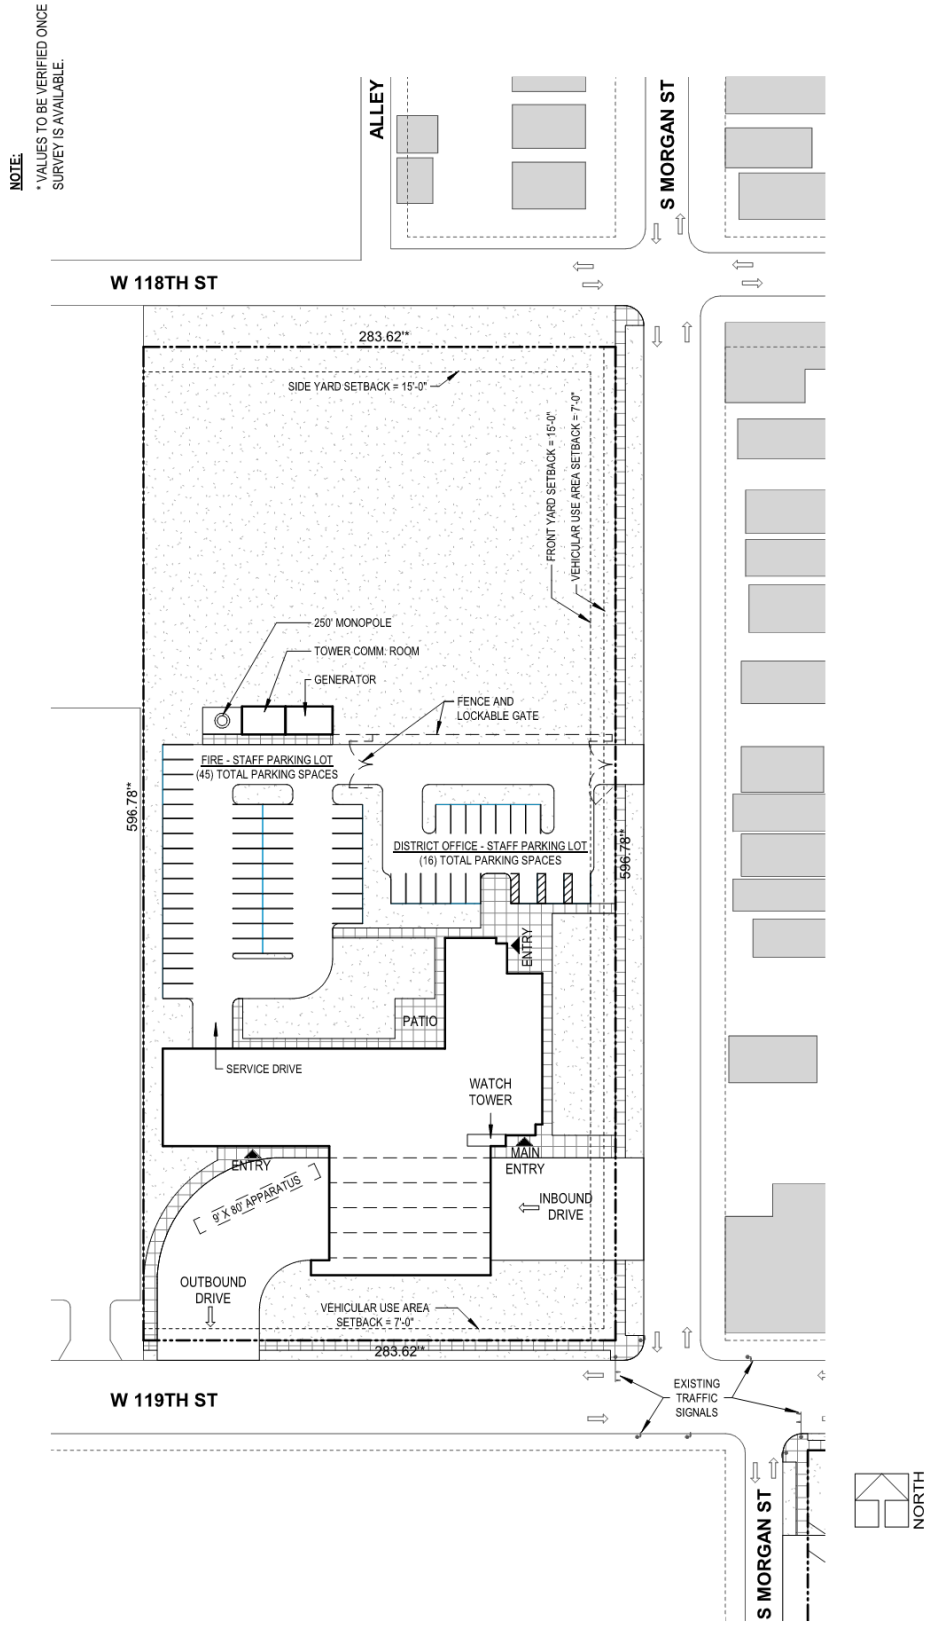 NOTE:
* VALUES TO BE VERIFIED ONCE
SURVEY IS AVAILABLE.
ALLEY
S MORGAN ST
W 118TH ST
283.62'*
SIDE YARD SETBACK = 15'-0"
FRONT YARD SETBACK = 15'-0"
VEHICULAR USE AREA SETBACK = 7'-0"
250' MONOPOLE
TOWER COMM. ROOM
GENERATOR
FENCE AND
LOCKABLE GATE
FIRE - STAFF PARKING LOT
(45) TOTAL PARKING SPACES
596.78'*
DISTRICT OFFICE - STAFF PARKING LOT
(16) TOTAL PARKING SPACES
596.78'*
ENTRY
PATIO
SERVICE DRIVE
WATCH
TOWER
MAIN
ENTRY
ENTRY
9' X 80' APPARATUS
INBOUND
DRIVE
OUTBOUND
DRIVE
VEHICULAR USE AREA
SETBACK = 7'-0"
283.62'*
W 119TH ST
EXISTING
TRAFFIC
SIGNALS
S MORGAN ST
NORTH